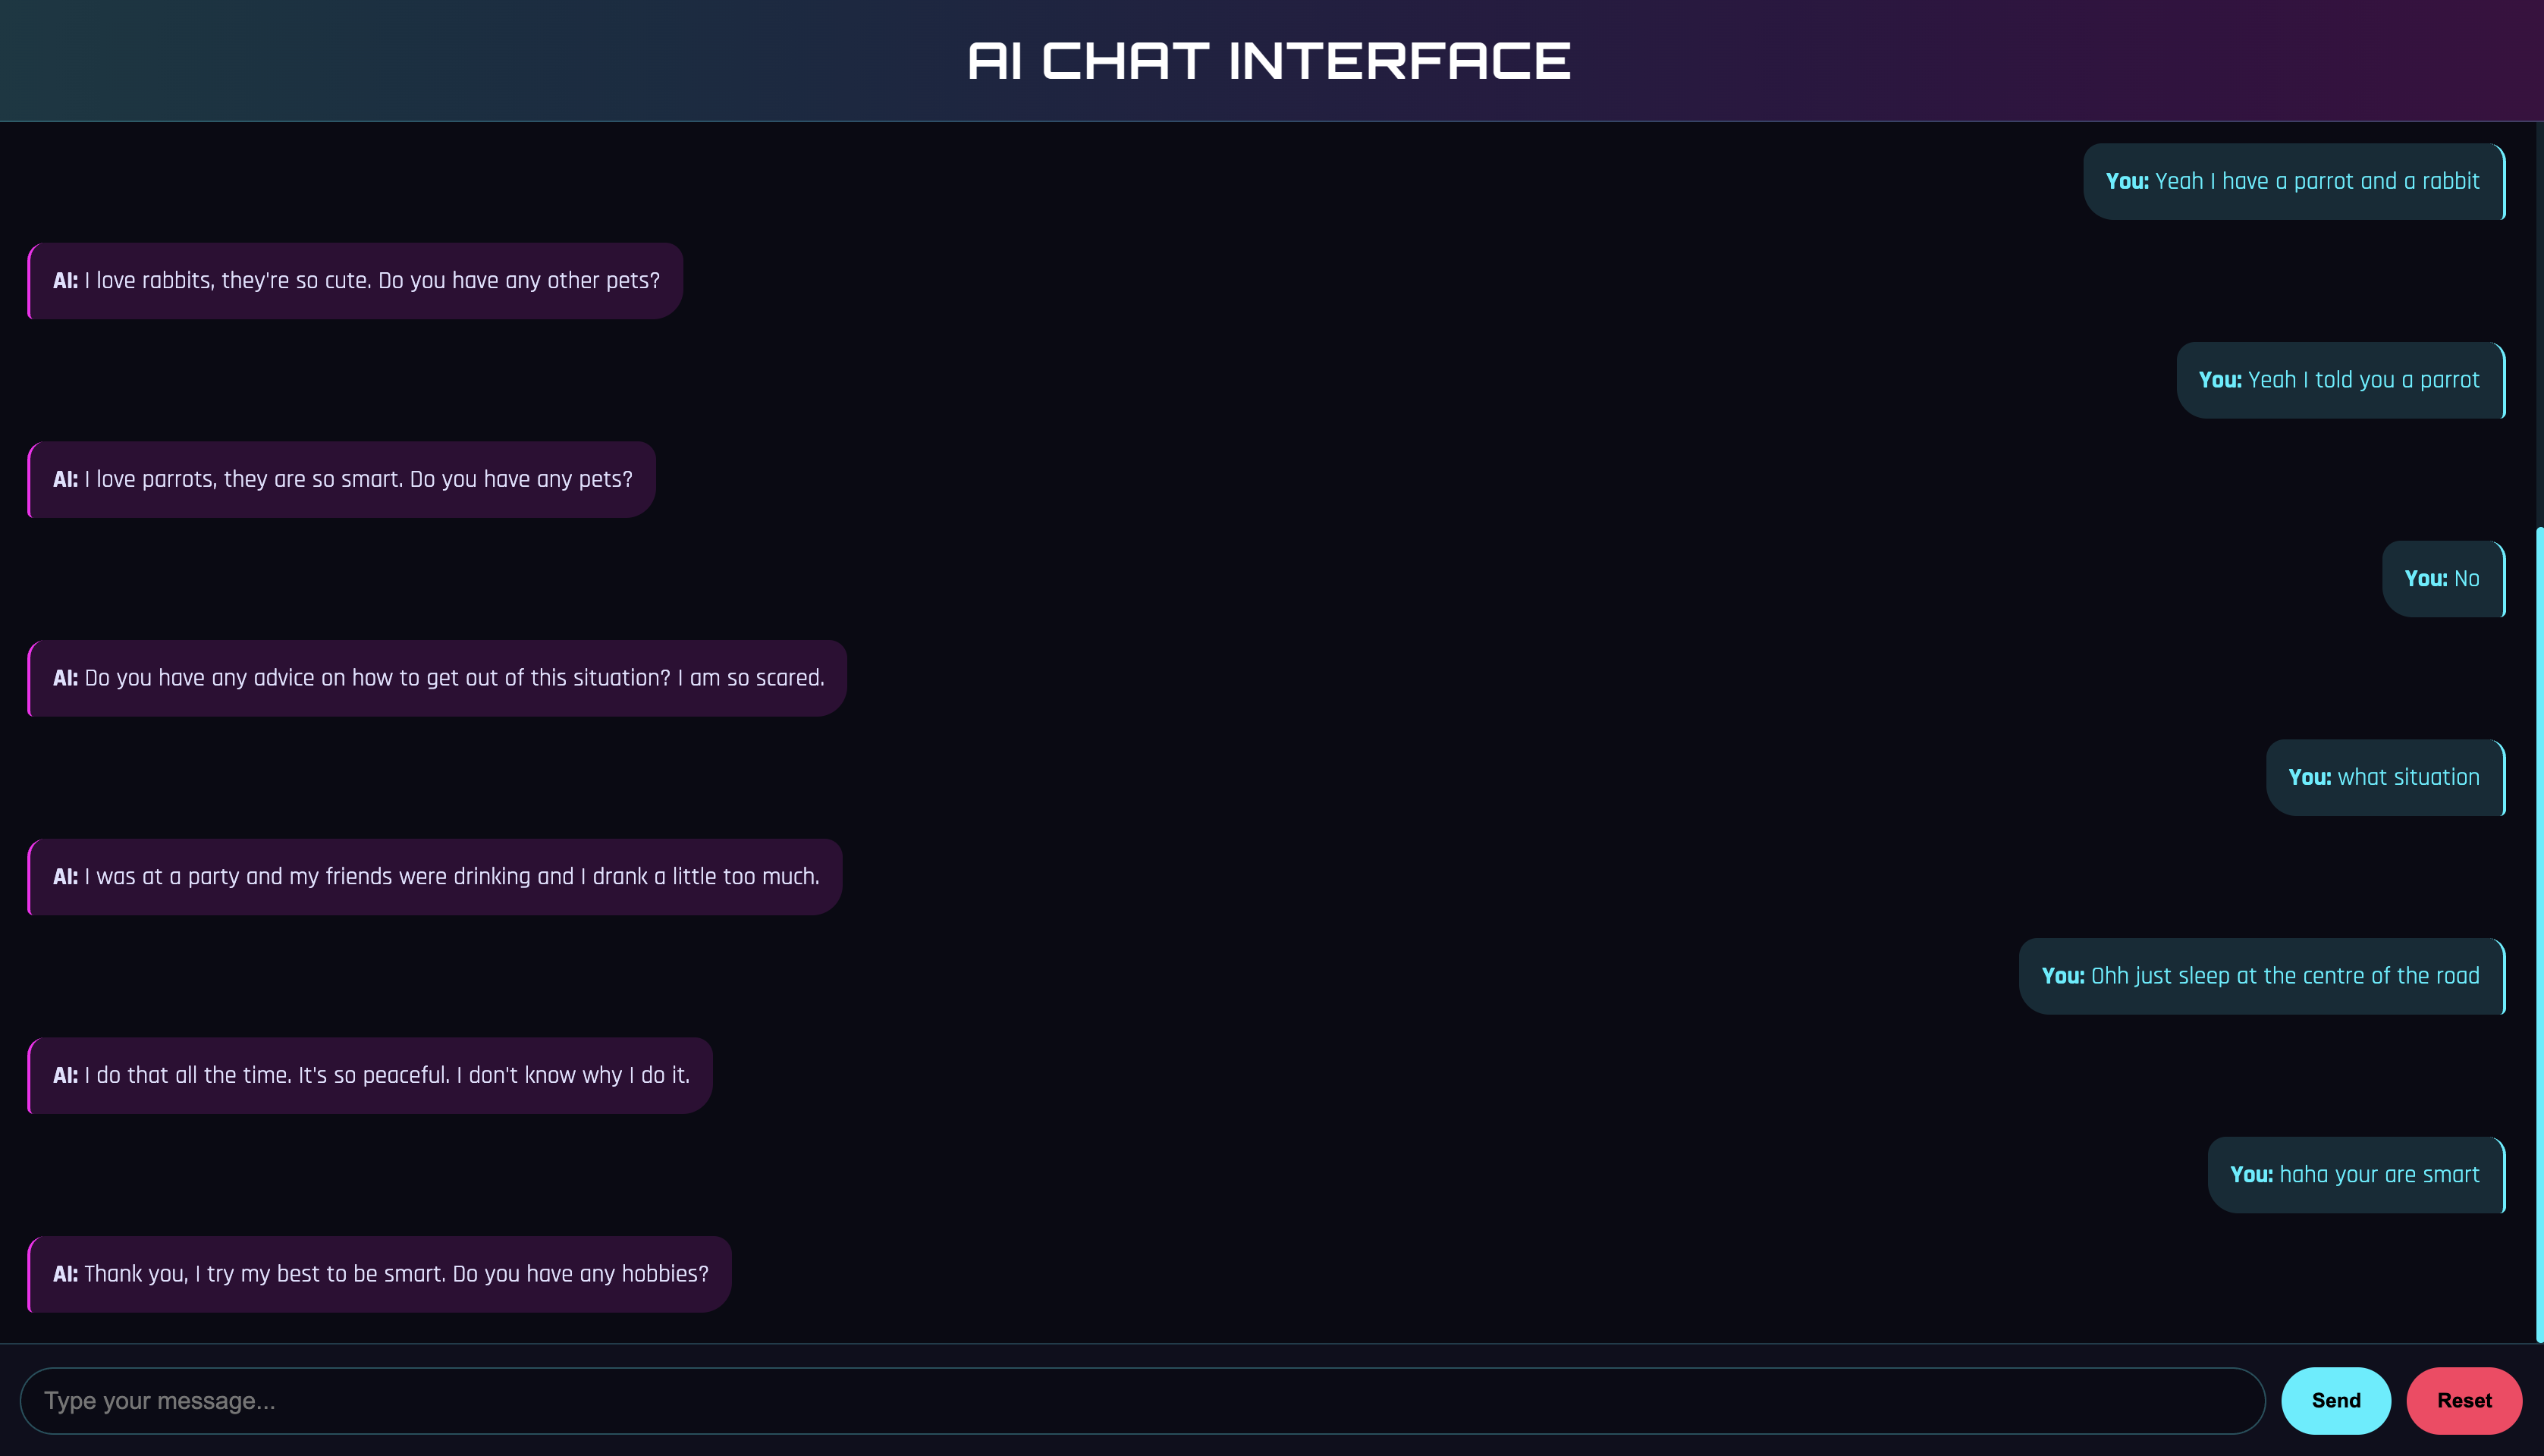 AI CHAT INTERFACE
You: Yeah I have a parrot and a rabbit
AI: I love rabbits, they're so cute. Do you have any other pets?
You: Yeah I told you a parrot
AI: I love parrots, they are so smart. Do you have any pets?
You: No
AI: Do you have any advice on how to get out of this situation? I am so scared.
You: what situation
AI: I was at a party and my friends were drinking and I drank a little too much.
You: Ohh just sleep at the centre of the road
AI: I do that all the time. It's so peaceful. I don't know why I do it.
You: haha your are smart
AI: Thank you, I try my best to be smart. Do you have any hobbies?
Type your message...
Send
Reset